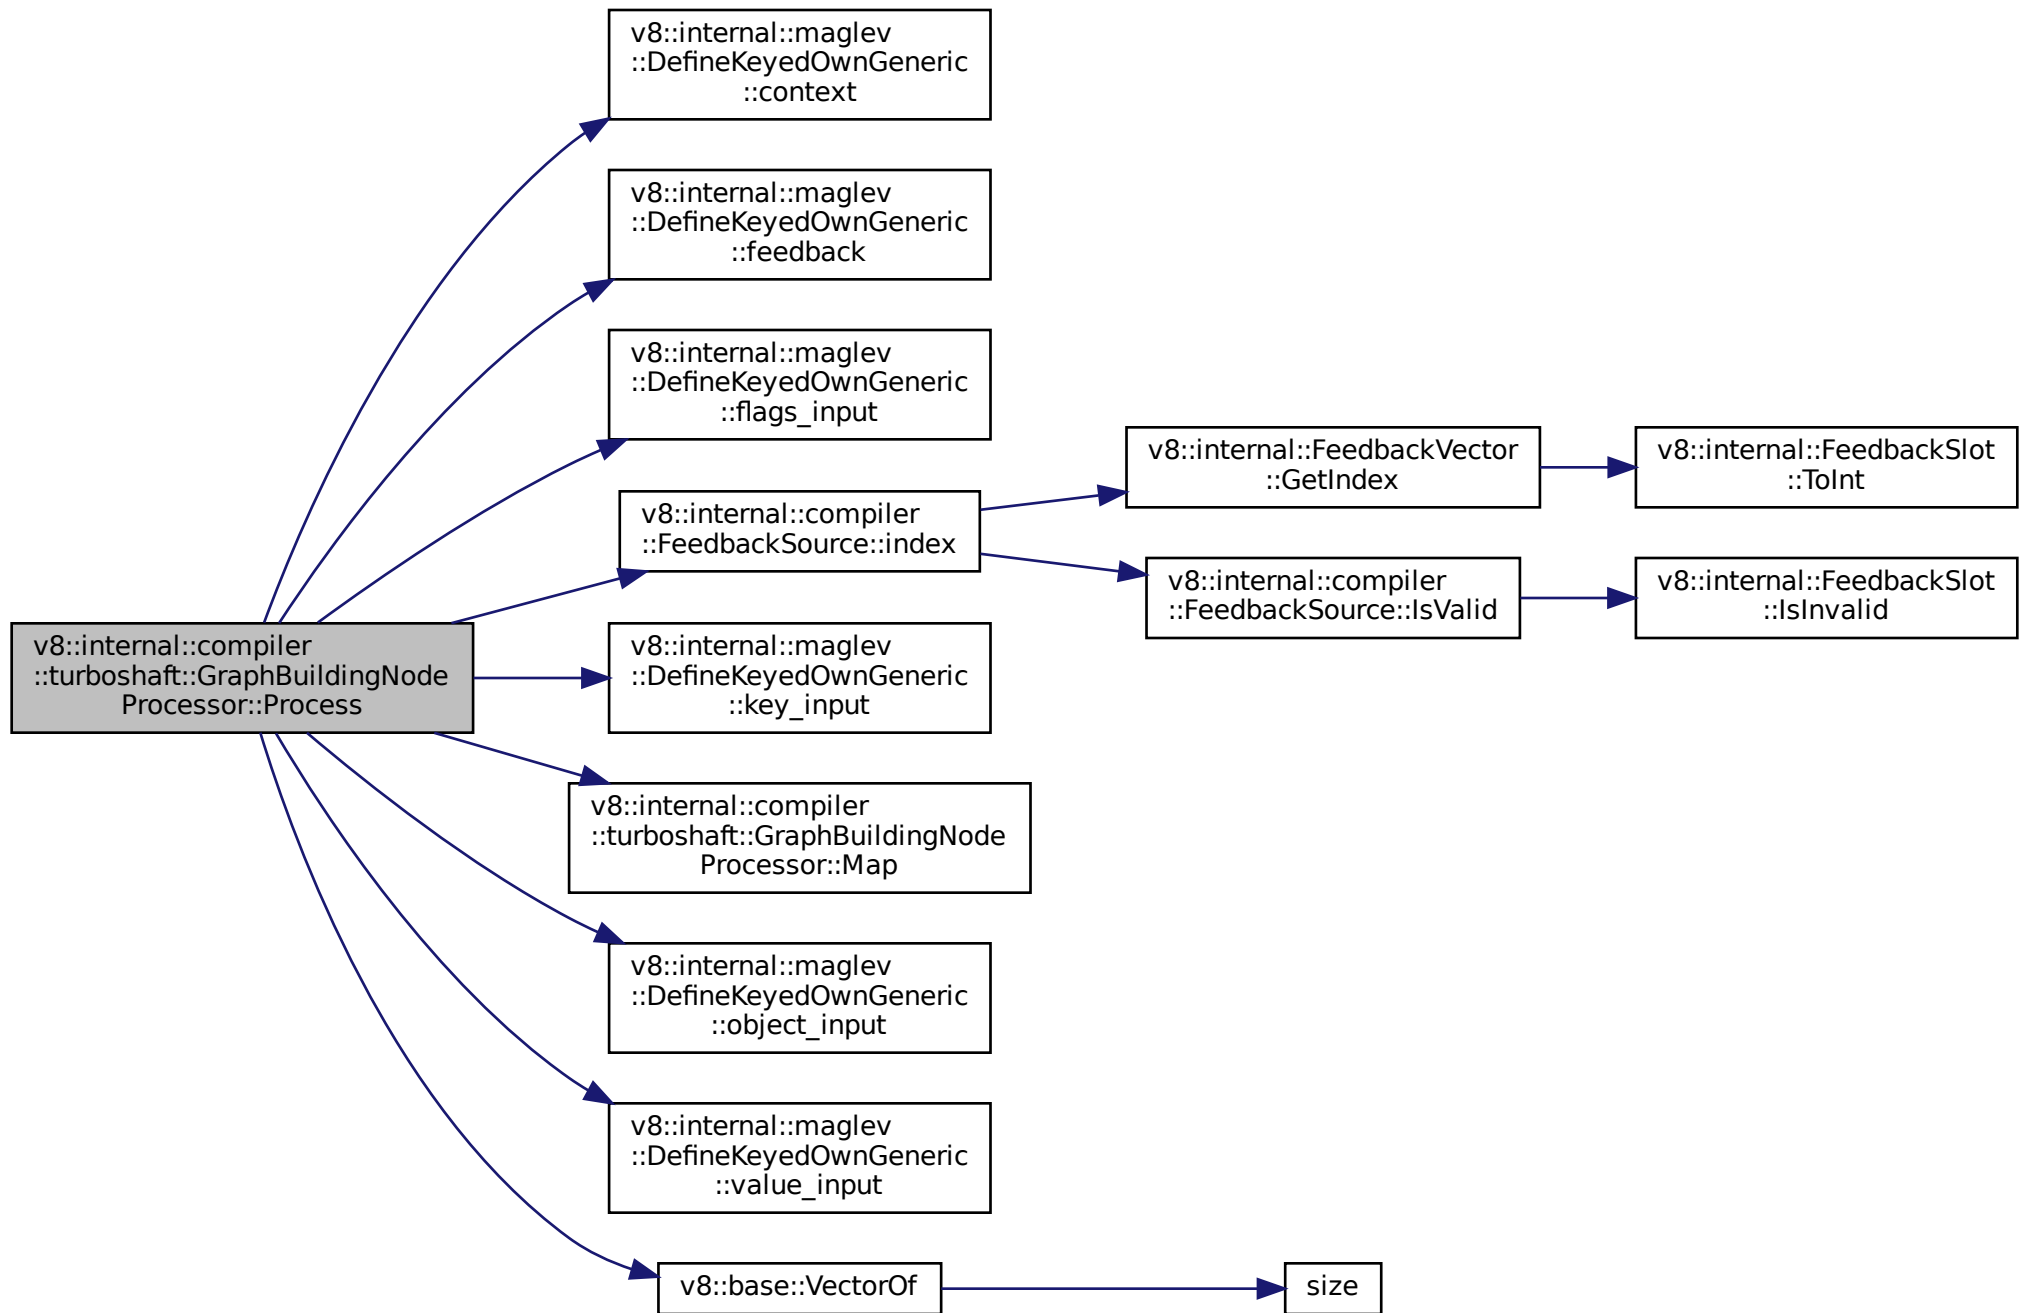 v8::internal::maglev
::DefineKeyedOwnGeneric
::context
v8::internal::maglev
::DefineKeyedOwnGeneric
::feedback
v8::internal::maglev
::DefineKeyedOwnGeneric
::flags_input
v8::internal::compiler
::FeedbackSource::index
v8::internal::FeedbackVector
::GetIndex
v8::internal::FeedbackSlot
::ToInt
v8::internal::compiler
::FeedbackSource::IsValid
v8::internal::FeedbackSlot
::IsInvalid
v8::internal::compiler
::turboshaft::GraphBuildingNode
Processor::Process
v8::internal::maglev
::DefineKeyedOwnGeneric
::key_input
v8::internal::compiler
::turboshaft::GraphBuildingNode
Processor::Map
v8::internal::maglev
::DefineKeyedOwnGeneric
::object_input
v8::internal::maglev
::DefineKeyedOwnGeneric
::value_input
v8::base::VectorOf
size